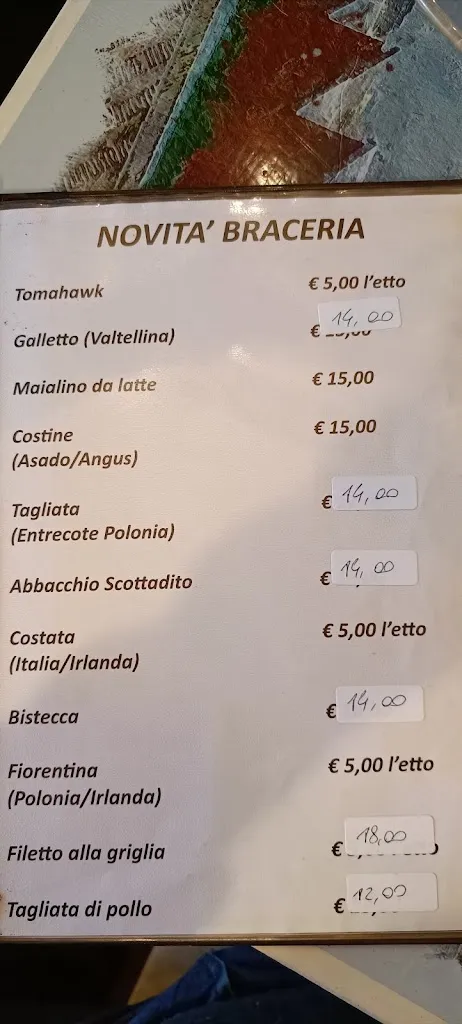 NOVITA' BRACERIA
Tomahawk € 5,00 l'etto
Galletto (Valtellina) € 14,00
Maialino da latte € 15,00
Costine € 15,00
(Asado/Angus)
Tagliata € 14,00
(Entrecote Polonia)
Abbacchio Scottadito € 14,00
Costata € 5,00 l'etto
(Italia/Irlanda)
Bistecca € 14,00
Fiorentina € 5,00 l'etto
(Polonia/Irlanda)
Filetto alla griglia € 18,00
Tagliata di pollo € 12,00